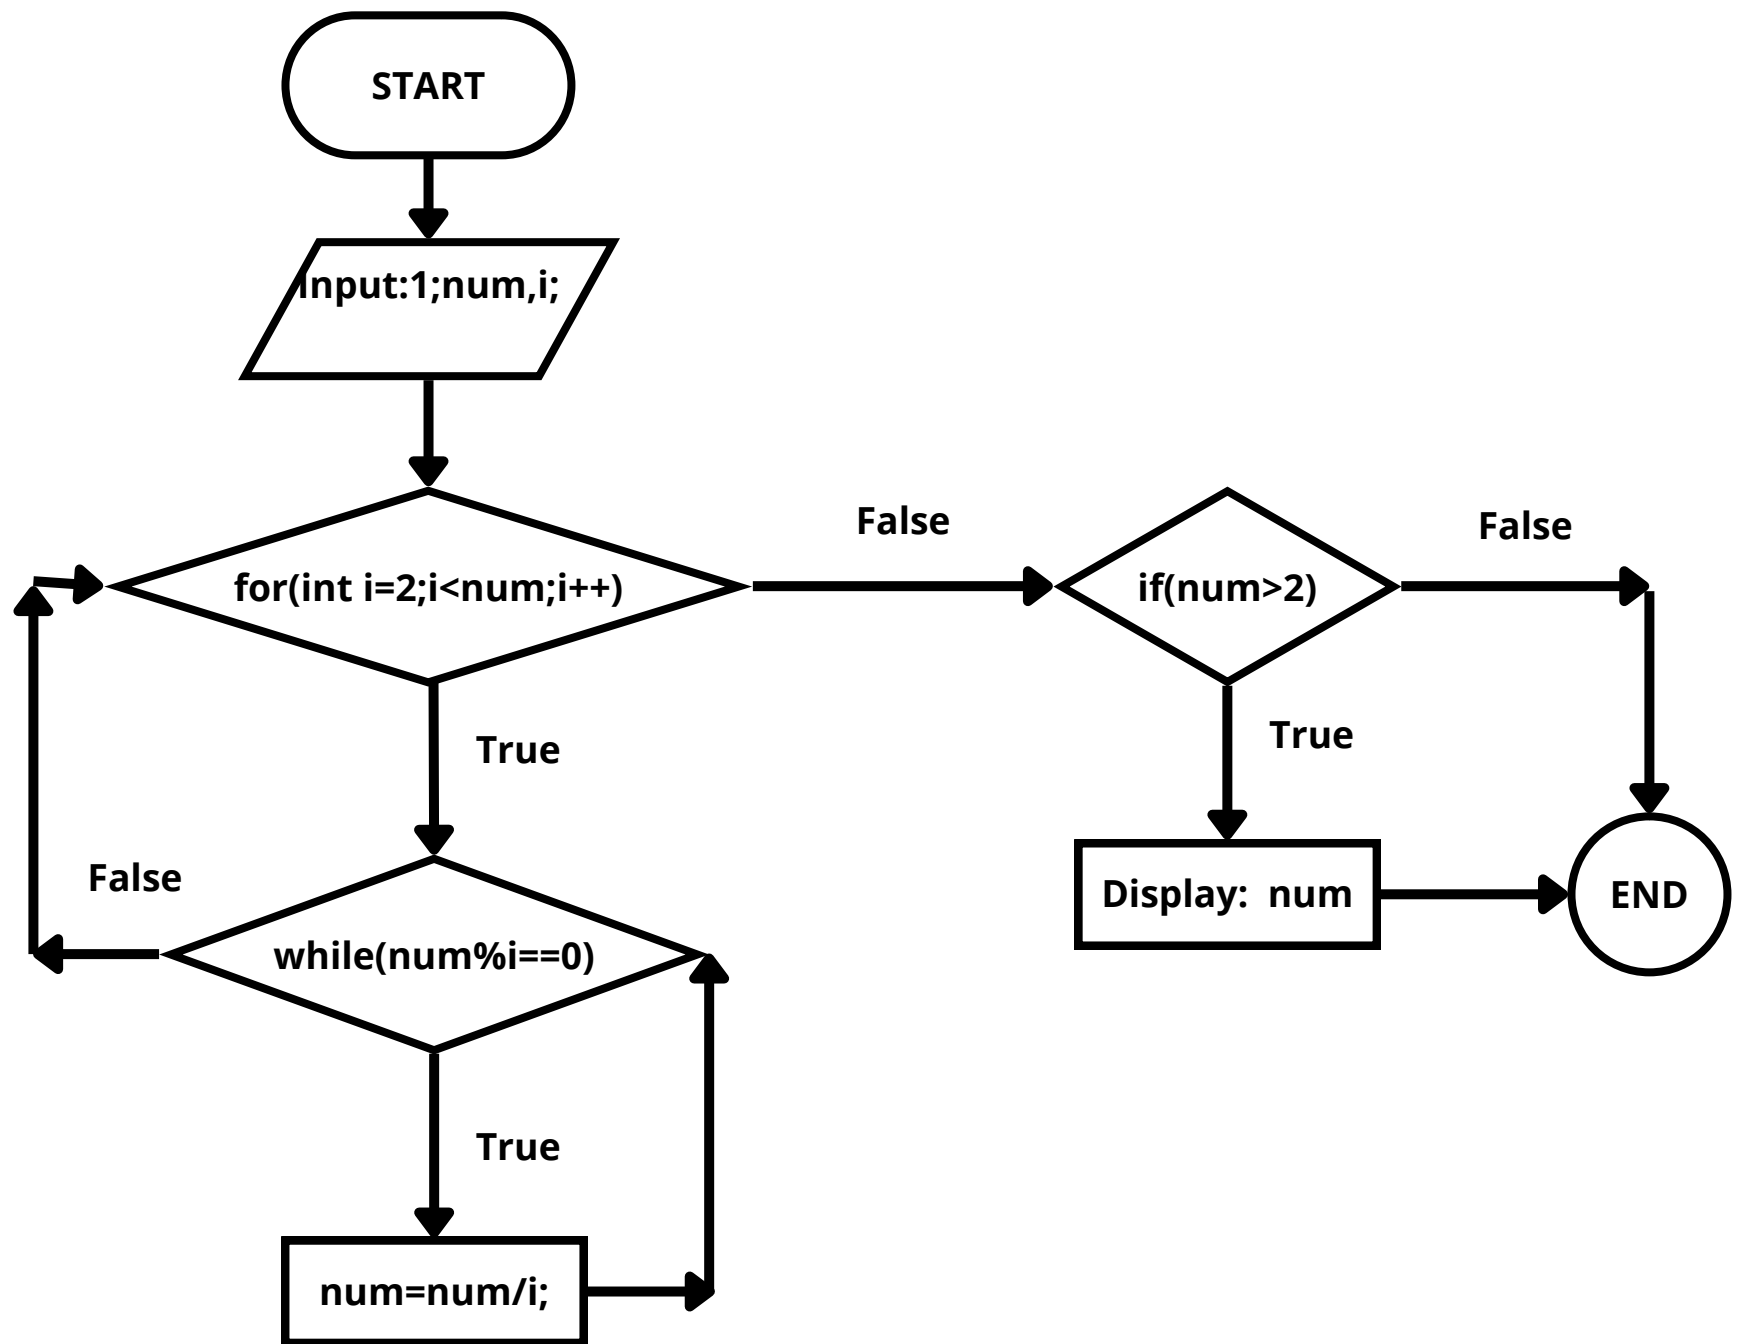 START
Input:1;num,i;
for(int i=2;i<num;i++)
False
if(num>2)
False
True
True
False
Display: num
END
while(num%i==0)
True
num=num/i;